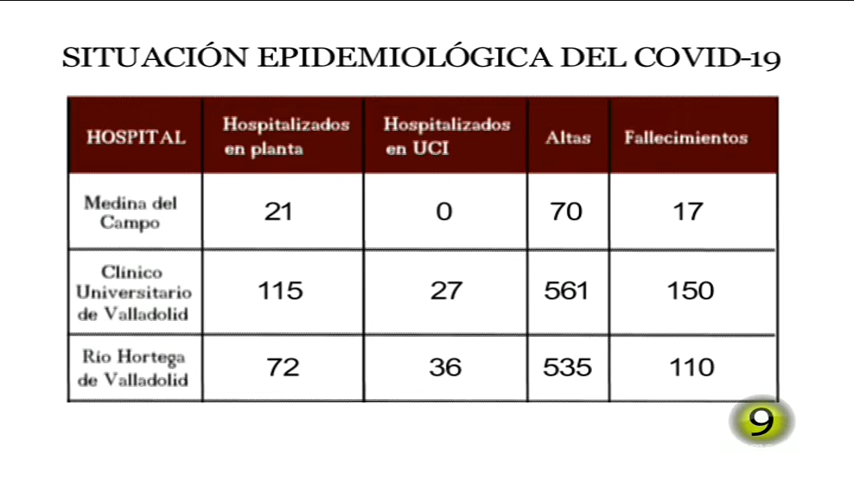 SITUACIÓN EPIDEMIOLÓGICA DEL COVID-19
HOSPITAL Hospitalizados en planta Hospitalizados en UCI Altas Fallecimientos
Medina del Campo 21 0 70 17
Clínico Universitario de Valladolid 115 27 561 150
Río Hortega de Valladolid 72 36 535 110
9